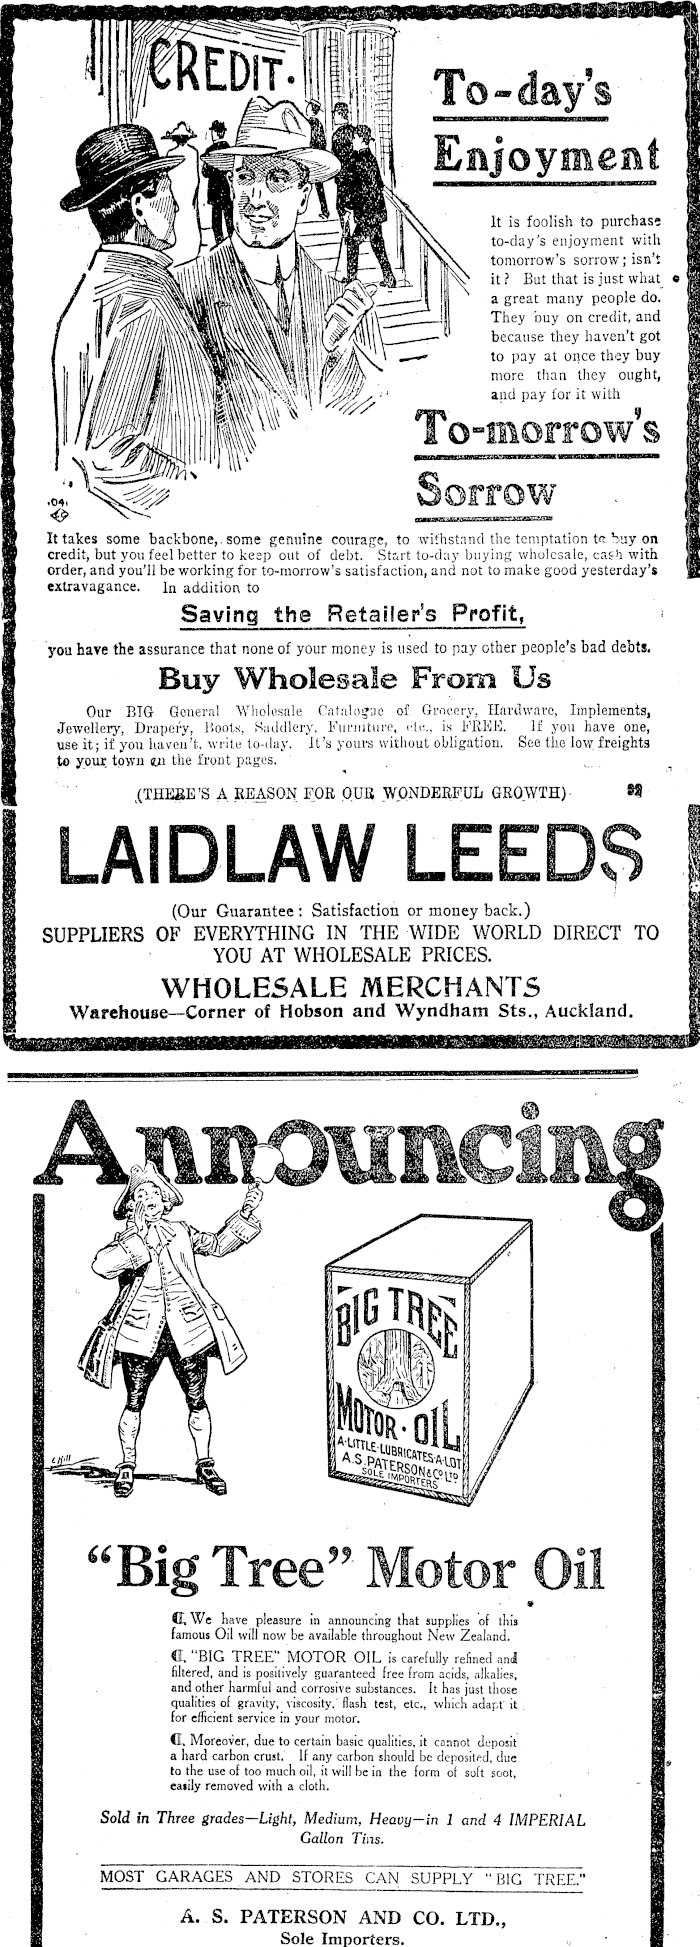 CREDIT.
To-day's
Enjoyment
It is foolish to purchase
to-day's enjoyment with
tomorrow's sorrow; isn't
it? But that is just what
a great many people do.
They buy on credit, and
because they haven't got
to pay at once they buy
more than they ought,
and pay for it with
To-morrow's
Sorrow
.04.
It takes some backbone, some genuine courage, to withstand the temptation to buy on
credit, but you feel better to keep out of debt. Start to-day buying wholesale, cash with
order, and you'll be working for to-morrow's satisfaction, and not to make good yesterday's
extravagance. In addition to
Saving the Retailer's Profit,
you have the assurance that none of your money is used to pay other people's bad debts.
Buy Wholesale From Us
Our BIG General Wholesale Catalogue of Grocery, Hardware, Implements,
Jewellery, Drapery, Boots, Saddlery, Furniture, etc., is FREE. If you have one,
use it; if you haven't, write to-day. It's yours without obligation. See the low freights
to your town on the front pages.
(THERE'S A REASON FOR OUR WONDERFUL GROWTH)
LAIDLAW LEEDS
(Our Guarantee: Satisfaction or money back.)
SUPPLIERS OF EVERYTHING IN THE WIDE WORLD DIRECT TO
YOU AT WHOLESALE PRICES.
WHOLESALE MERCHANTS
Warehouse—Corner of Hobson and Wyndham Sts., Auckland.
Announcing
BIG TREE
MOTOR·OIL
A·LITTLE·LUBRICATES·A·LOT
A.S. PATERSON & Co LTD
SOLE IMPORTERS
"Big Tree" Motor Oil
¶, We have pleasure in announcing that supplies of this
famous Oil will now be available throughout New Zealand.
¶, "BIG TREE" MOTOR OIL is carefully refined and
filtered, and is positively guaranteed free from acids, alkalies,
and other harmful and corrosive substances. It has just those
qualities of gravity, viscosity, flash test, etc., which adapt it
for efficient service in your motor.
¶, Moreover, due to certain basic qualities, it cannot deposit
a hard carbon crust. If any carbon should be deposited, due
to the use of too much oil, it will be in the form of soft soot,
easily removed with a cloth.
Sold in Three grades—Light, Medium, Heavy—in 1 and 4 IMPERIAL
Gallon Tins.
MOST GARAGES AND STORES CAN SUPPLY "BIG TREE."
A. S. PATERSON AND CO. LTD.,
Sole Importers.